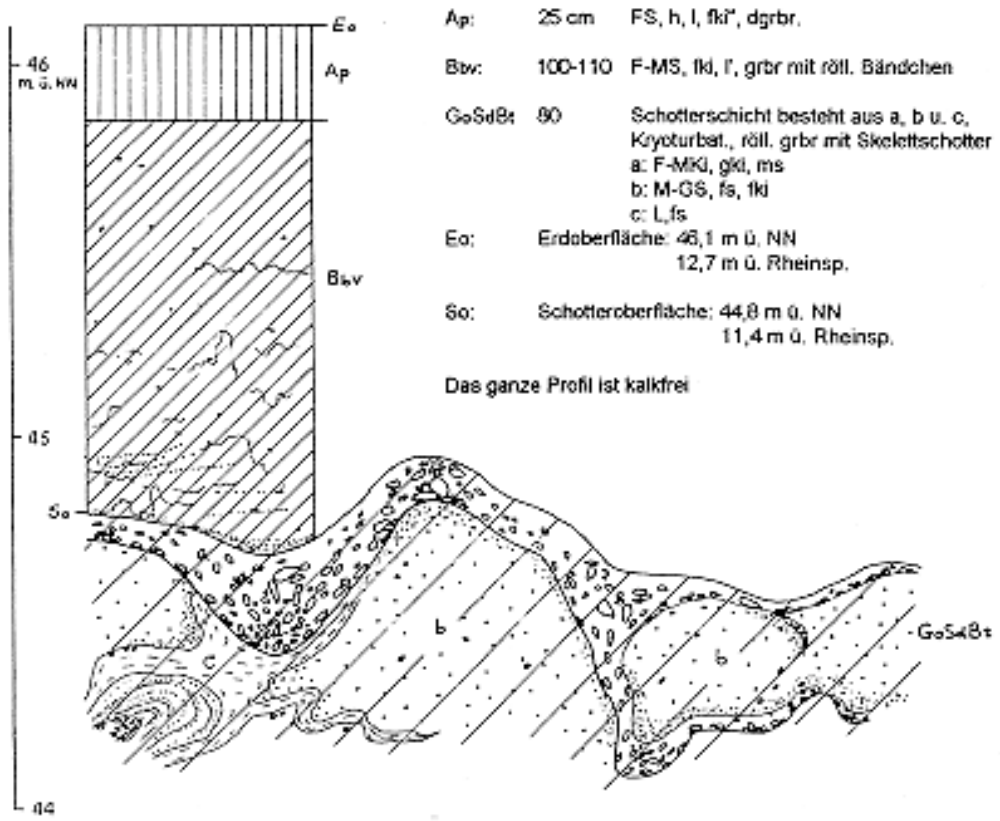 Eo
46
m. ü. NN
Ap
Bbv
45
So
c
b
b
GoSdBt
44
Ap: 25 cm FS, h, l, fki", dgrbr.
Bbv: 100-110 F-MS, fki, l', grbr mit rötl. Bändchen
GoSdBt 80 Schotterschicht besteht aus a, b u. c,
Kryoturbat., röll. grbr mit Skelettschotter
a: F-MKi, gki, ms
b: M-GS, fs, fki
c: L,fs
Eo: Erdoberfläche: 46,1 m ü. NN
12,7 m ü. Rheinsp.
So: Schotteroberfläche: 44,8 m ü. NN
11,4 m ü. Rheinsp.
Das ganze Profil ist kalkfrei